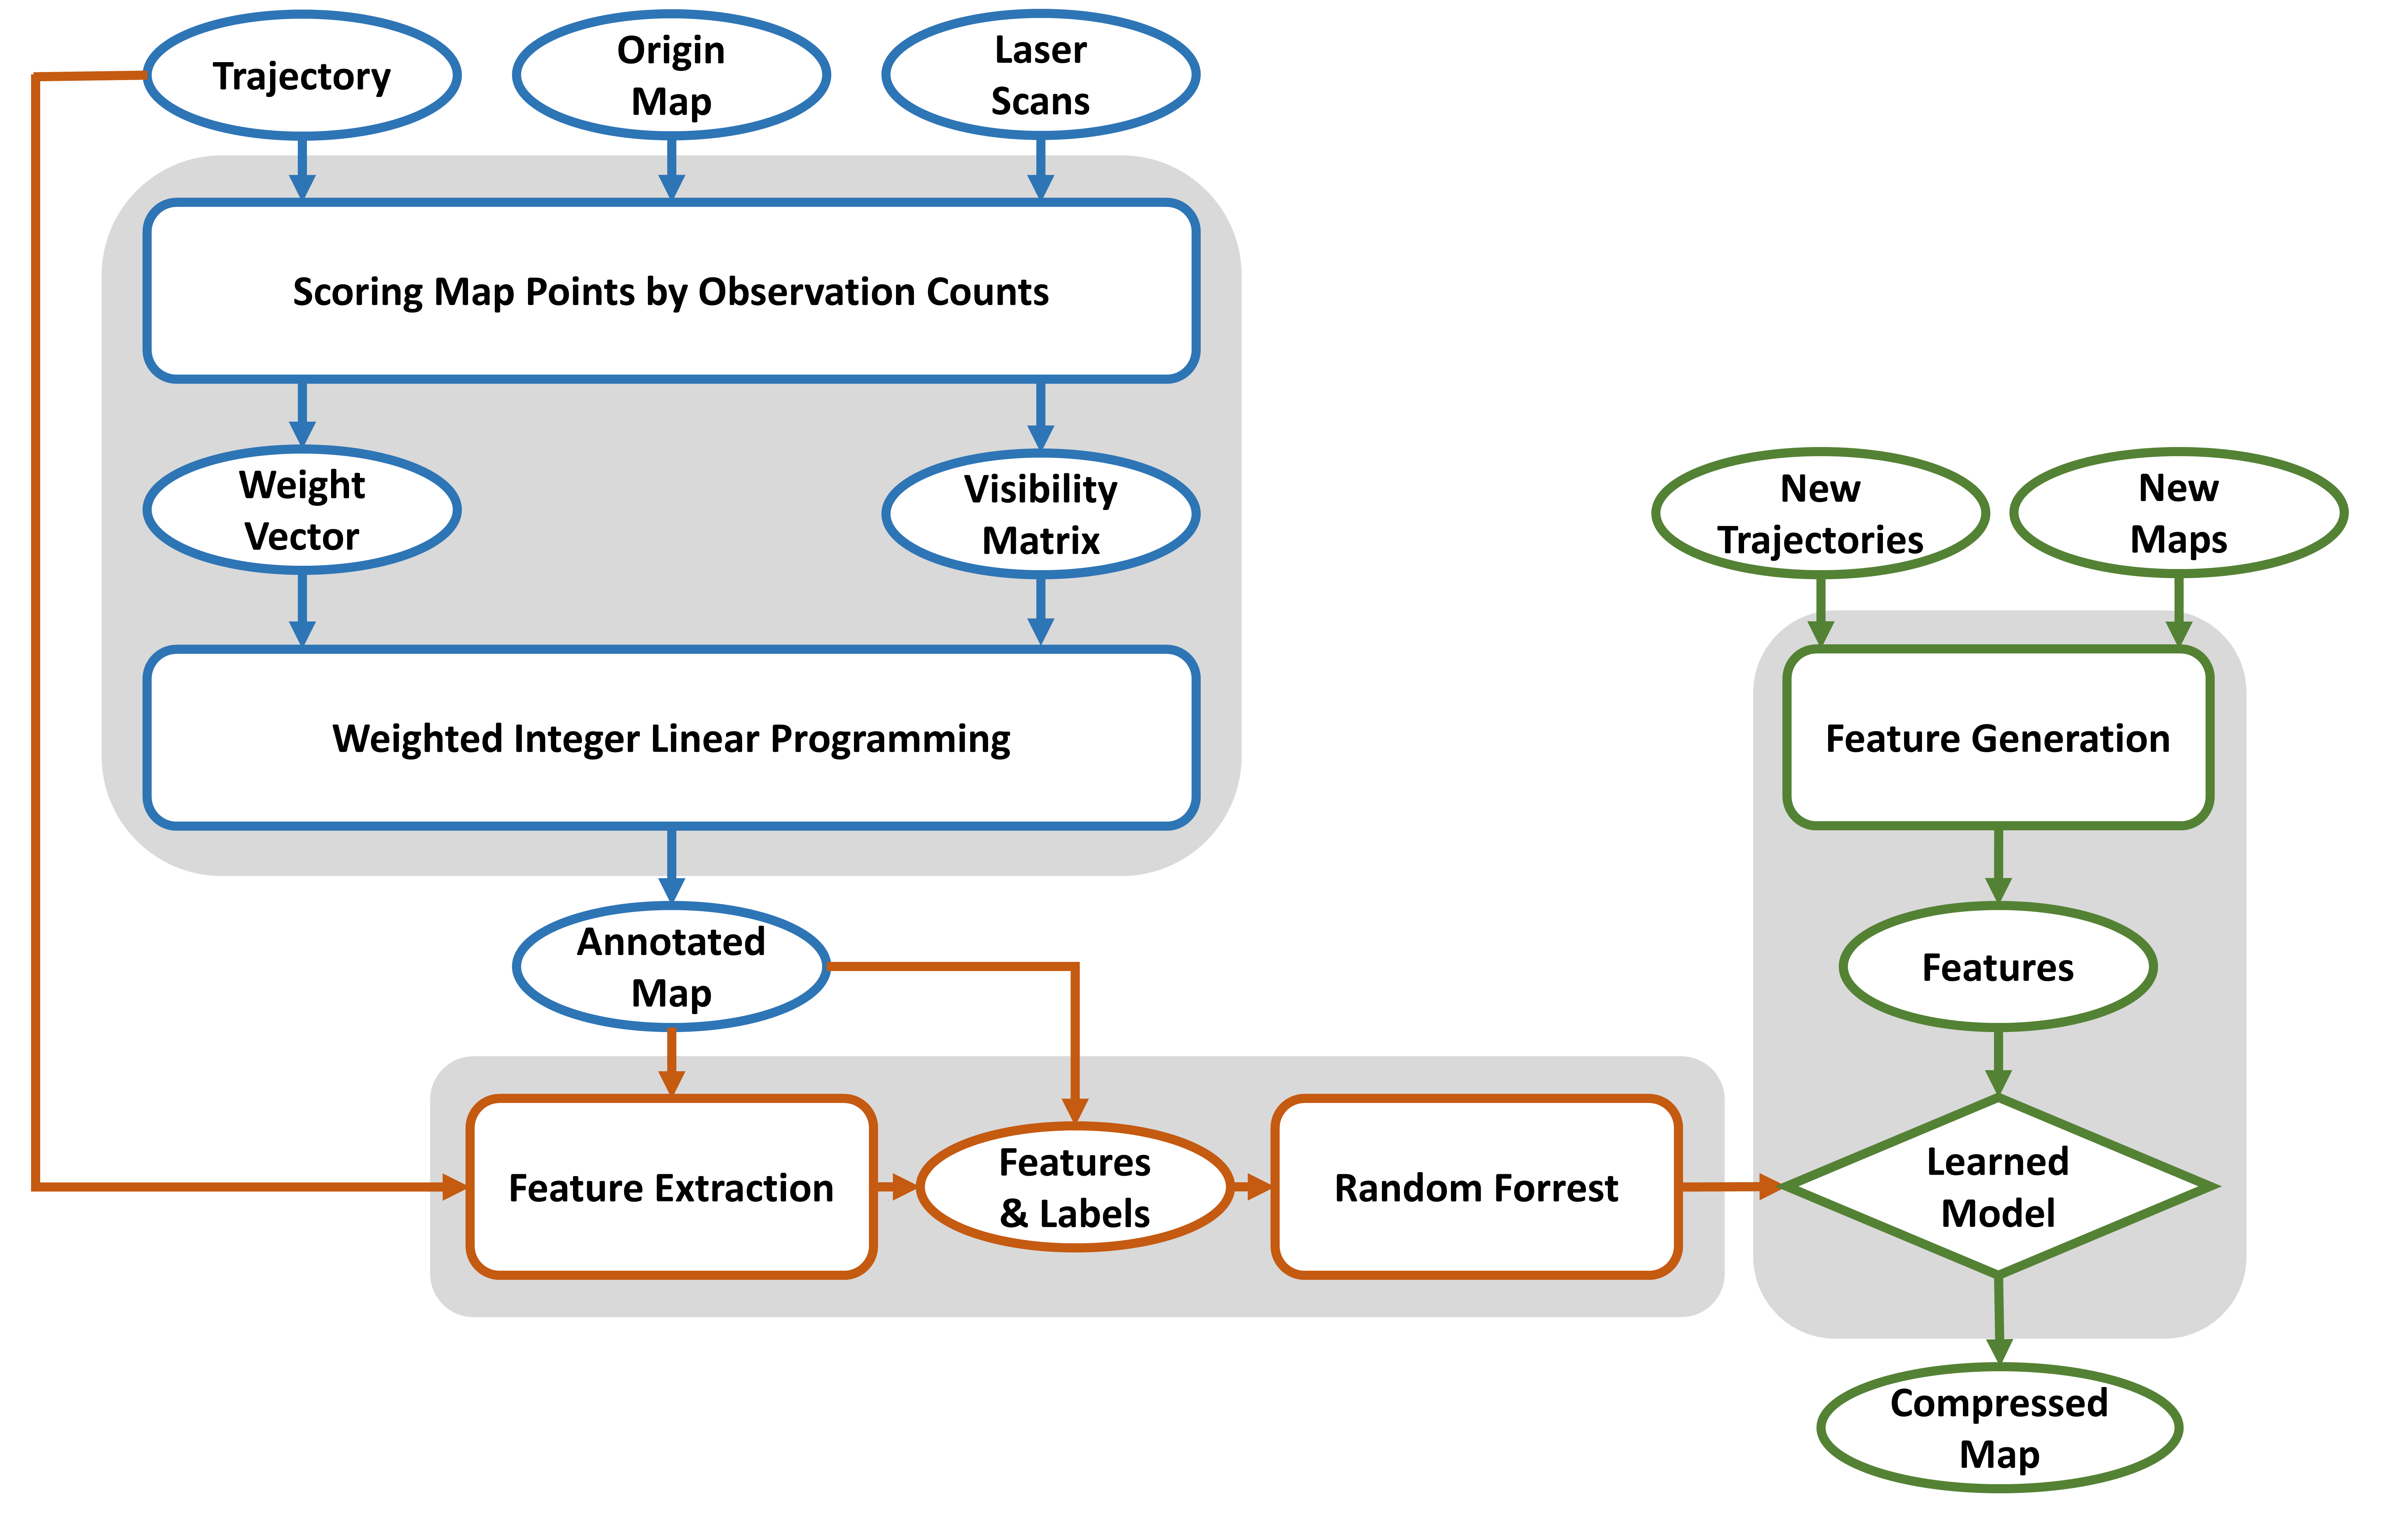 Trajectory
Origin
Map
Laser
Scans
Scoring Map Points by Observation Counts
Weight
Vector
Visibility
Matrix
New
Trajectories
New
Maps
Weighted Integer Linear Programming
Feature Generation
Annotated
Map
Features
Feature Extraction
Features
& Labels
Random Forrest
Learned
Model
Compressed
Map